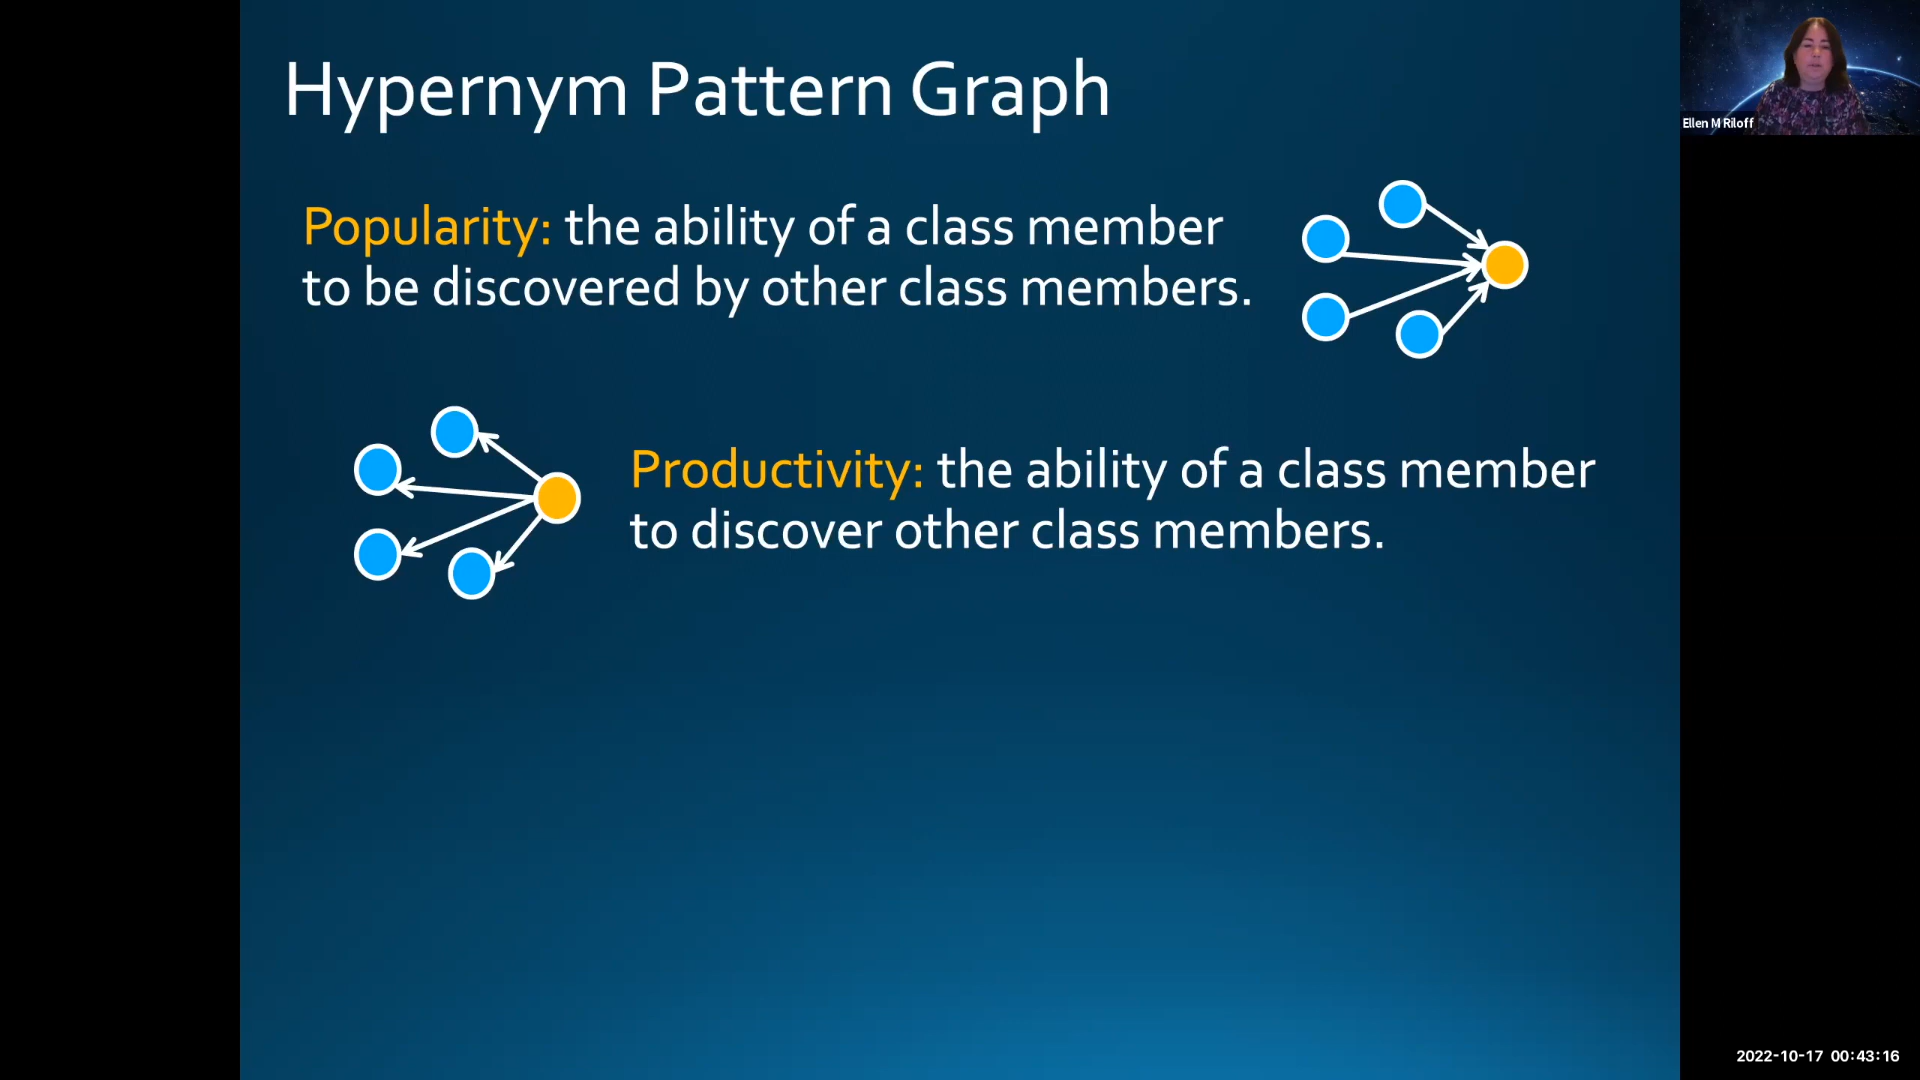 Hypernym Pattern Graph
Ellen M Riloff
Popularity: the ability of a class member
to be discovered by other class members.
Productivity: the ability of a class member
to discover other class members.
2022-10-17 00:43:16